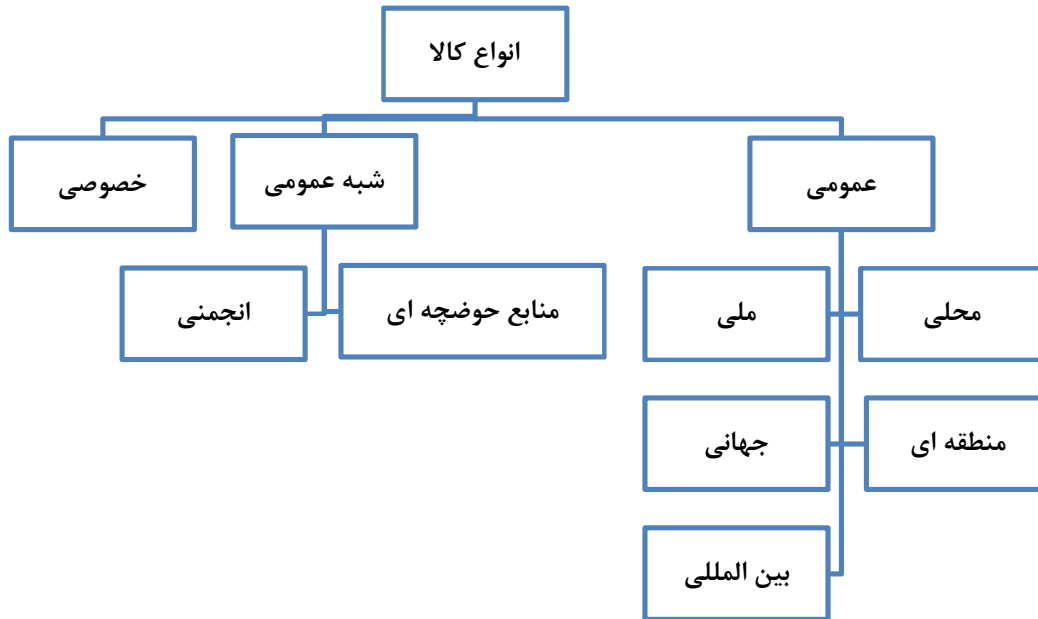 انواع کالا
عمومی
شبه عمومی
خصوصی
محلی
ملی
منطقه ای
جهانی
بین المللی
منابع حوضچه ای
انجمنی